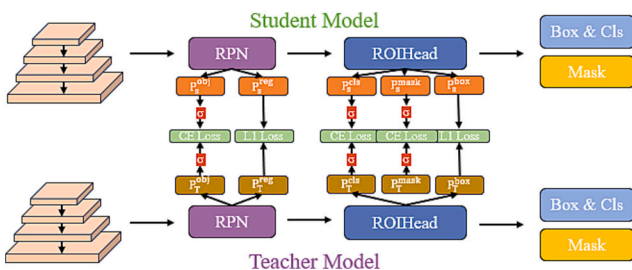 Student Model
RPN
ROIHead
Box & Cls
Mask
P_S^obj P_S^reg P_S^cls P_S^mask P_S^box
σ σ σ
CE Loss L1 Loss CE Loss CE Loss L1 Loss
σ σ σ
P_T^obj P_T^reg P_T^cls P_T^mask P_T^box
RPN
ROIHead
Box & Cls
Mask
Teacher Model